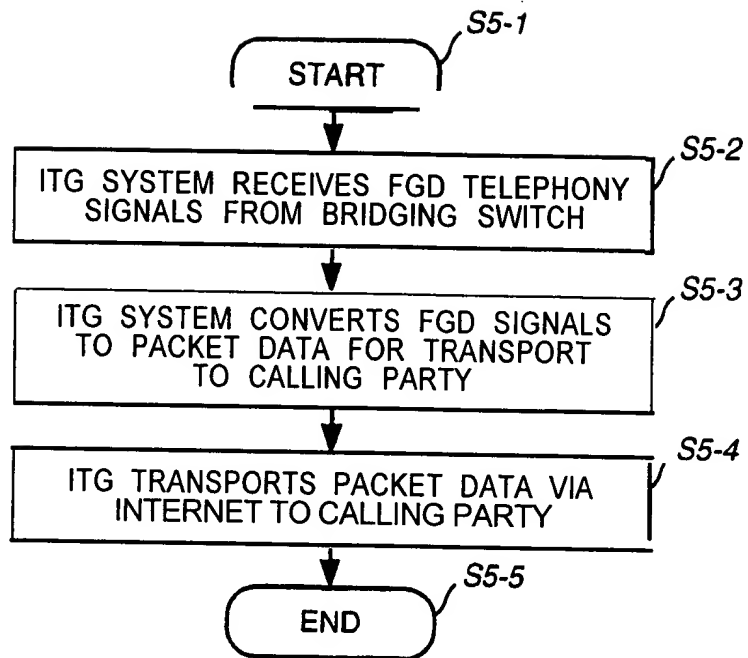 S5-1
START
S5-2
ITG SYSTEM RECEIVES FGD TELEPHONY
SIGNALS FROM BRIDGING SWITCH
S5-3
ITG SYSTEM CONVERTS FGD SIGNALS
TO PACKET DATA FOR TRANSPORT
TO CALLING PARTY
S5-4
ITG TRANSPORTS PACKET DATA VIA
INTERNET TO CALLING PARTY
S5-5
END